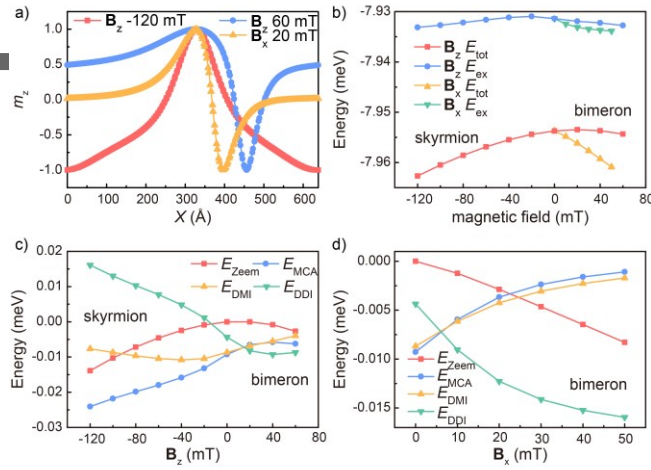 a)
B_z -120 mT
B_z 60 mT
B_x 20 mT
1.0
0.5
0.0
-0.5
-1.0
m_z
0 100 200 300 400 500 600
X (Å)
b)
-7.93
-7.94
-7.95
-7.96
Energy (meV)
B_z E_tot
B_z E_ex
B_x E_tot
B_x E_ex
bimeron
skyrmion
-120 -80 -40 0 40 80
magnetic field (mT)
c)
0.02
0.01
0.00
-0.01
-0.02
-0.03
Energy (meV)
E_Zeem E_MCA
E_DMI E_DDI
skyrmion
bimeron
-120 -80 -40 0 40 80
B_z (mT)
d)
0.000
-0.005
-0.010
-0.015
Energy (meV)
E_Zeem
E_MCA
E_DMI
E_DDI
bimeron
0 10 20 30 40 50
B_x (mT)